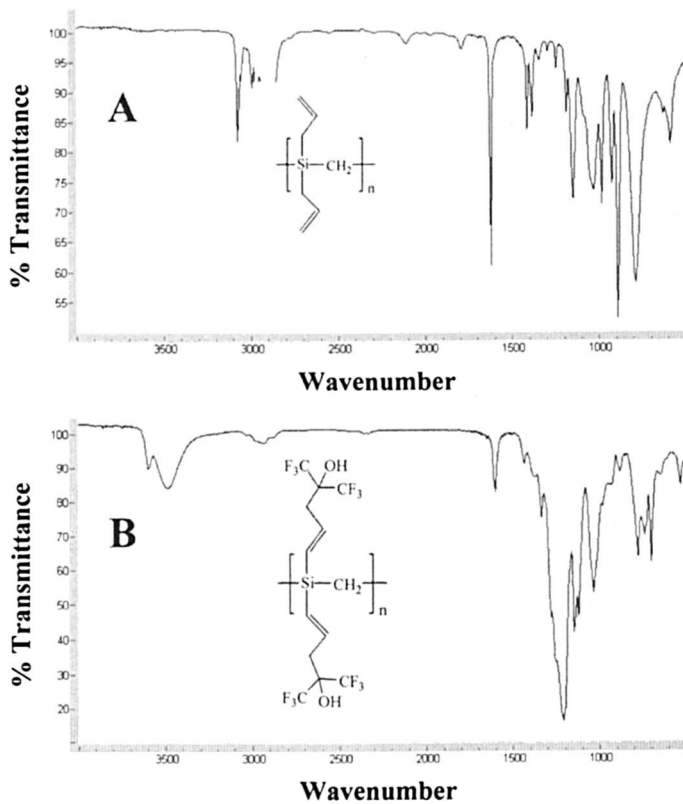 100
95
90
85
80
75
70
65
60
55
% Transmittance
A
Si
CH₂
n
3500
3000
2500
2000
1500
1000
Wavenumber
100
90
80
70
60
50
40
30
20
% Transmittance
B
OH
F₃C
CF₃
Si
CH₂
n
F₃C
CF₃
OH
3500
3000
2500
2000
1500
1000
Wavenumber